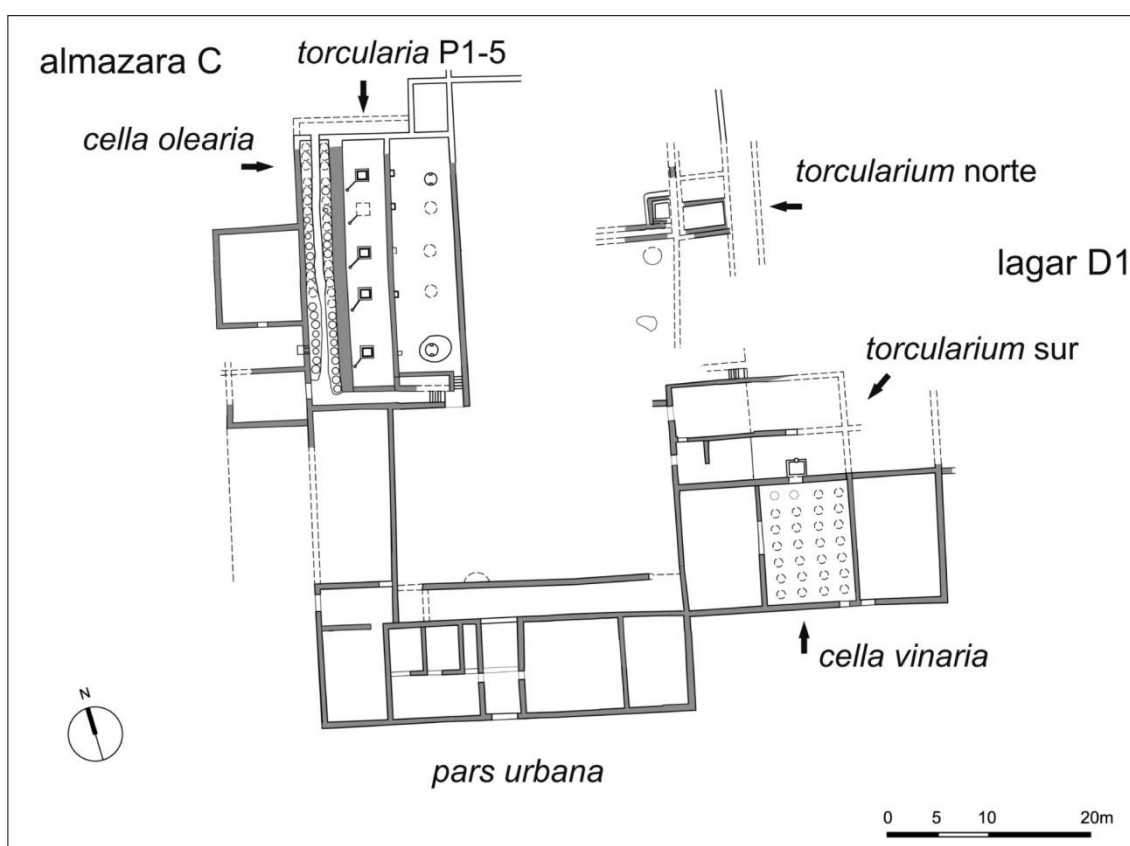 almazara C
torcularia P1-5
cella olearia
torcularium norte
lagar D1
torcularium sur
cella vinaria
N
pars urbana
0 5 10 20m